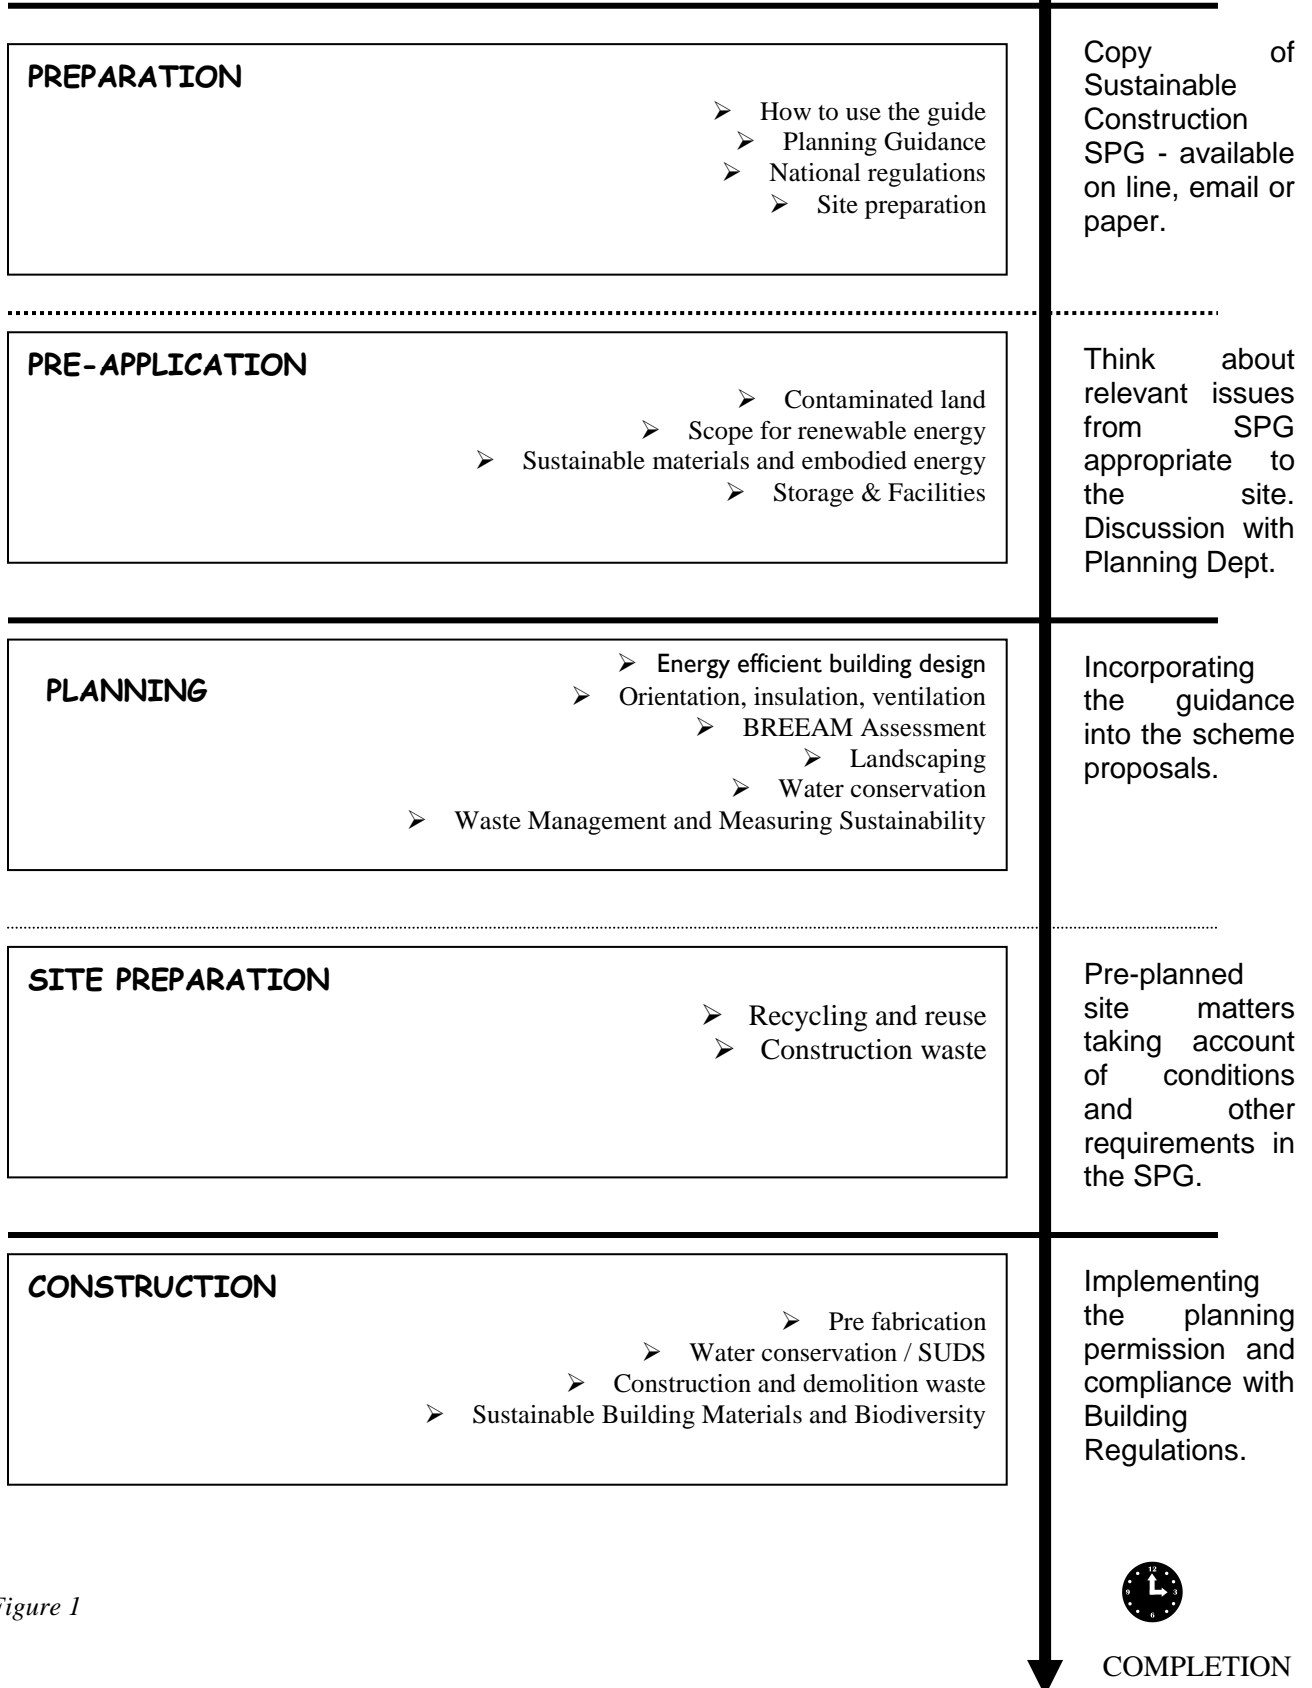 PREPARATION
➢ How to use the guide
➢ Planning Guidance
➢ National regulations
➢ Site preparation
Copy of
Sustainable
Construction
SPG - available
on line, email or
paper.
PRE-APPLICATION
➢ Contaminated land
➢ Scope for renewable energy
➢ Sustainable materials and embodied energy
➢ Storage & Facilities
Think about
relevant issues
from SPG
appropriate to
the site.
Discussion with
Planning Dept.
PLANNING
➢ Energy efficient building design
➢ Orientation, insulation, ventilation
➢ BREEAM Assessment
➢ Landscaping
➢ Water conservation
➢ Waste Management and Measuring Sustainability
Incorporating
the guidance
into the scheme
proposals.
SITE PREPARATION
➢ Recycling and reuse
➢ Construction waste
Pre-planned
site matters
taking account
of conditions
and other
requirements in
the SPG.
CONSTRUCTION
➢ Pre fabrication
➢ Water conservation / SUDS
➢ Construction and demolition waste
➢ Sustainable Building Materials and Biodiversity
Implementing
the planning
permission and
compliance with
Building
Regulations.
12
9 3
6
Figure 1
COMPLETION